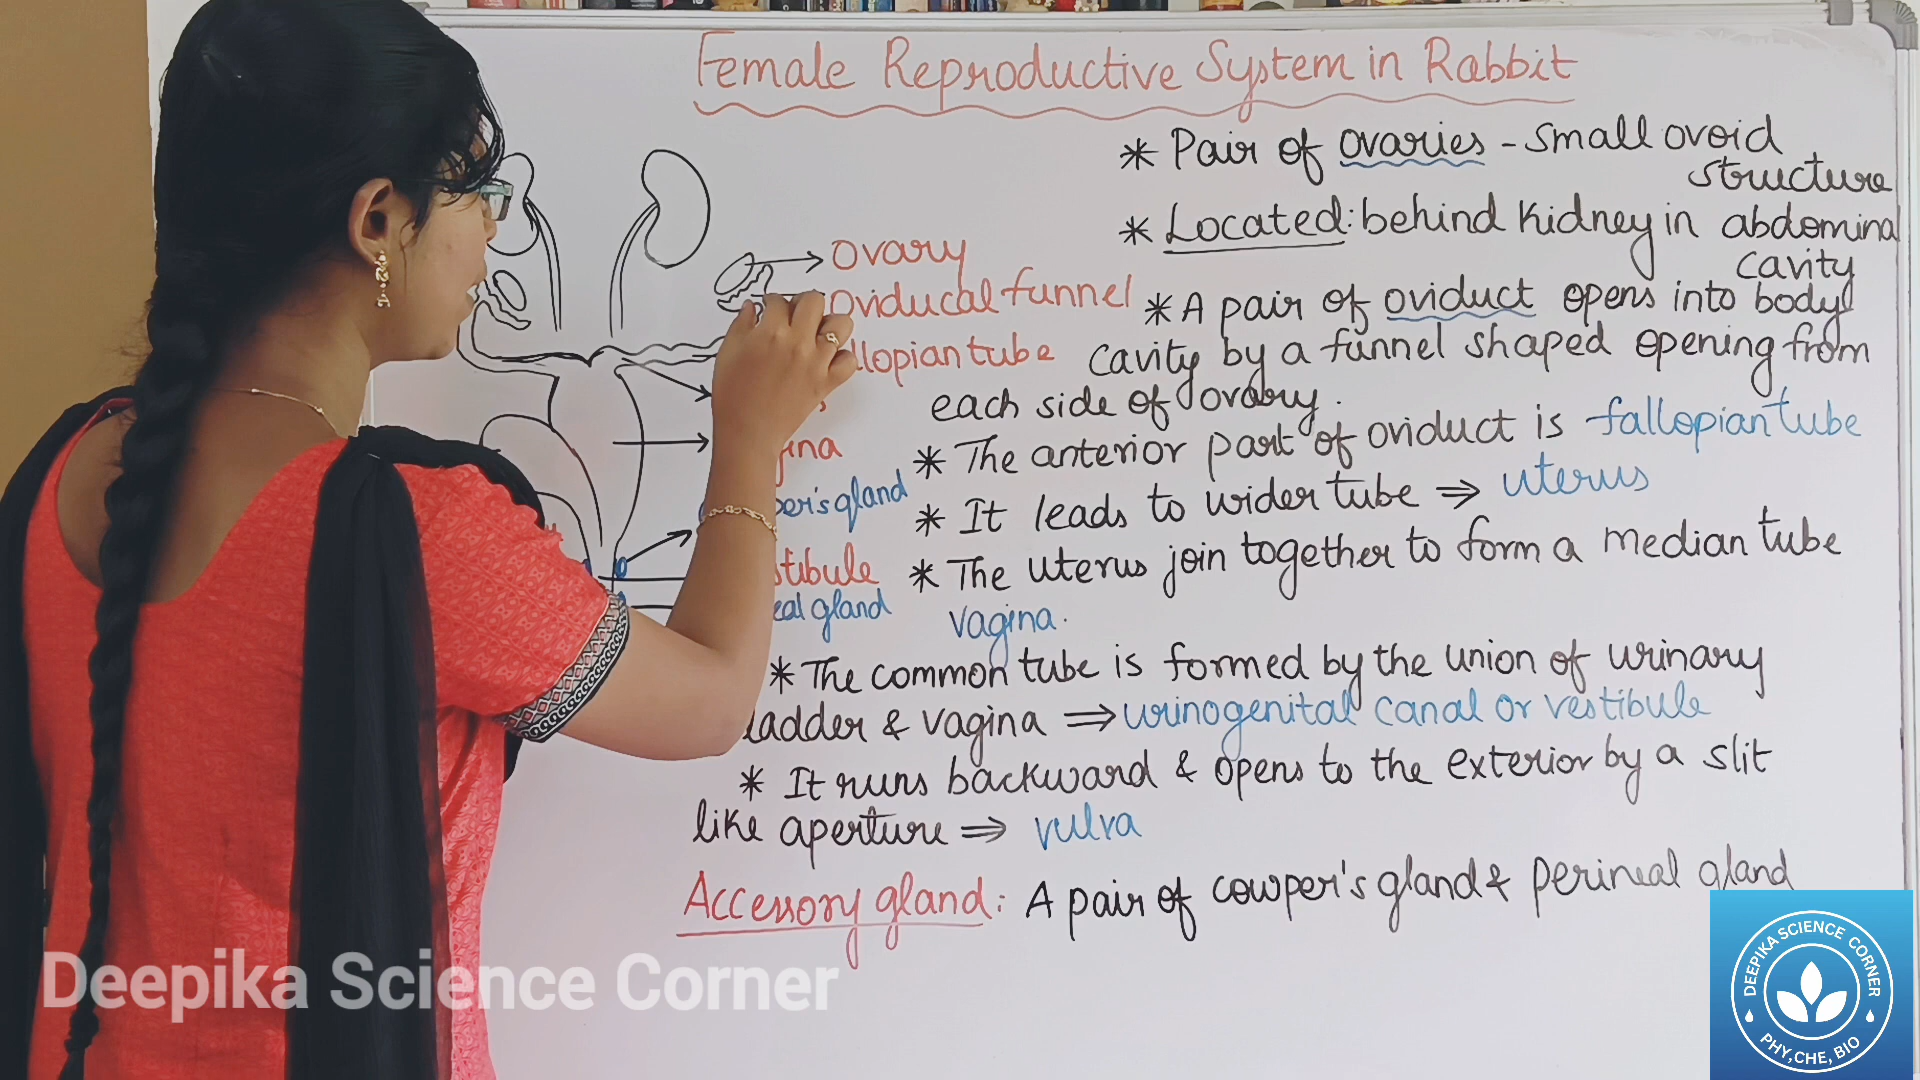 Female Reproductive System in Rabbit
* Pair of ovaries - small ovoid
structure
* Located: behind kidney in abdominal
cavity
* A pair of oviduct opens into body
cavity by a funnel shaped opening from
each side of ovary.
* The anterior part of oviduct is fallopian tube
* It leads to wider tube ⇒ uterus
* The uterus join together to form a median tube
vagina.
* The common tube is formed by the union of urinary
ladder & vagina ⇒ urinogenital canal or vestibule
* It runs backward & opens to the exterior by a slit
like aperture ⇒ vulva
Accessory gland: A pair of cowper's gland & perineal gland
ovary
oviducal funnel
llopian tube
ina
per's gland
stibule
eal gland
Deepika Science Corner
DEEPIKA SCIENCE CORNER
PHY, CHE, BIO